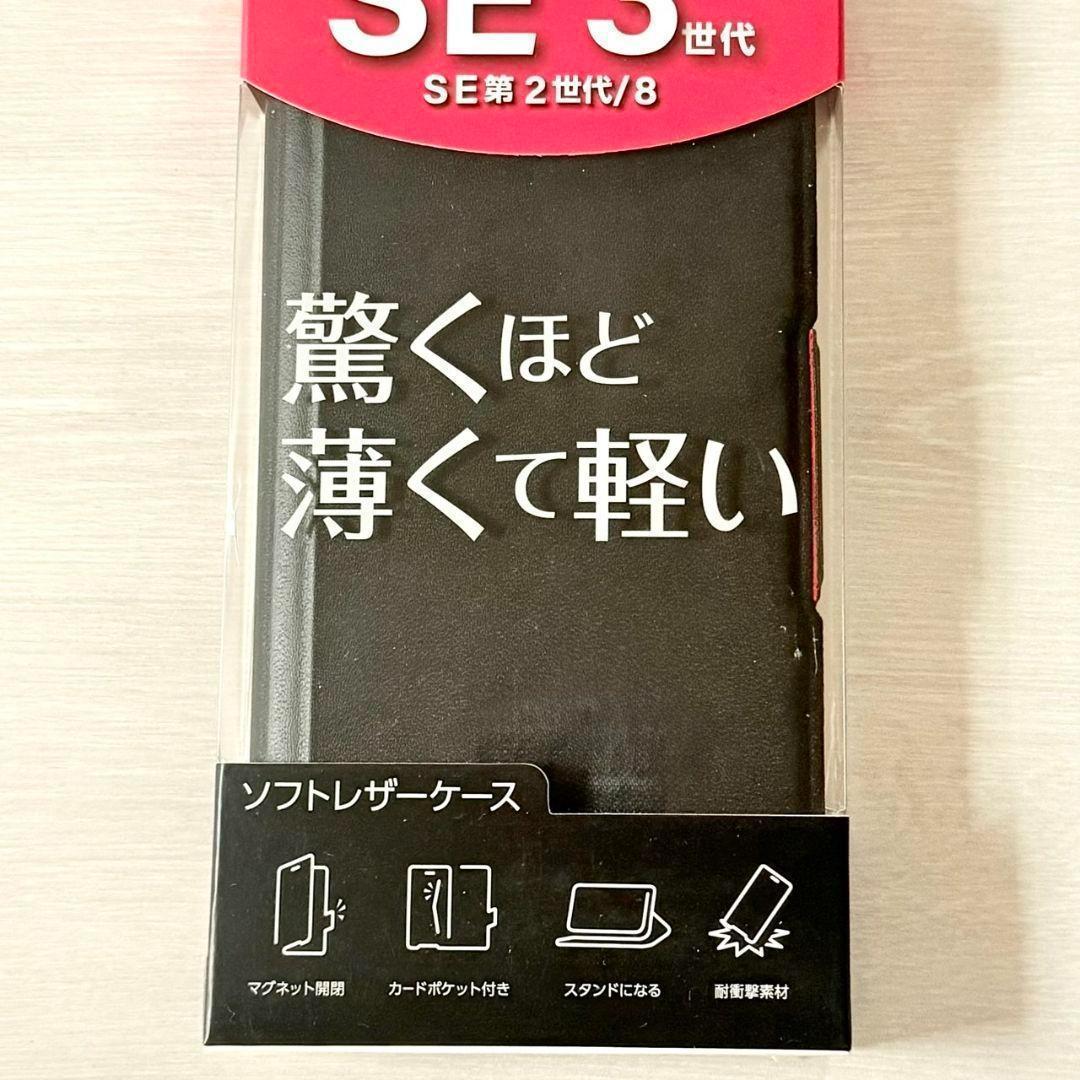 SE 3世代
SE第2世代/8
驚くほど
薄くて軽い
ソフトレザーケース
マグネット開閉
カードポケット付き
スタンドになる
耐衝撃素材